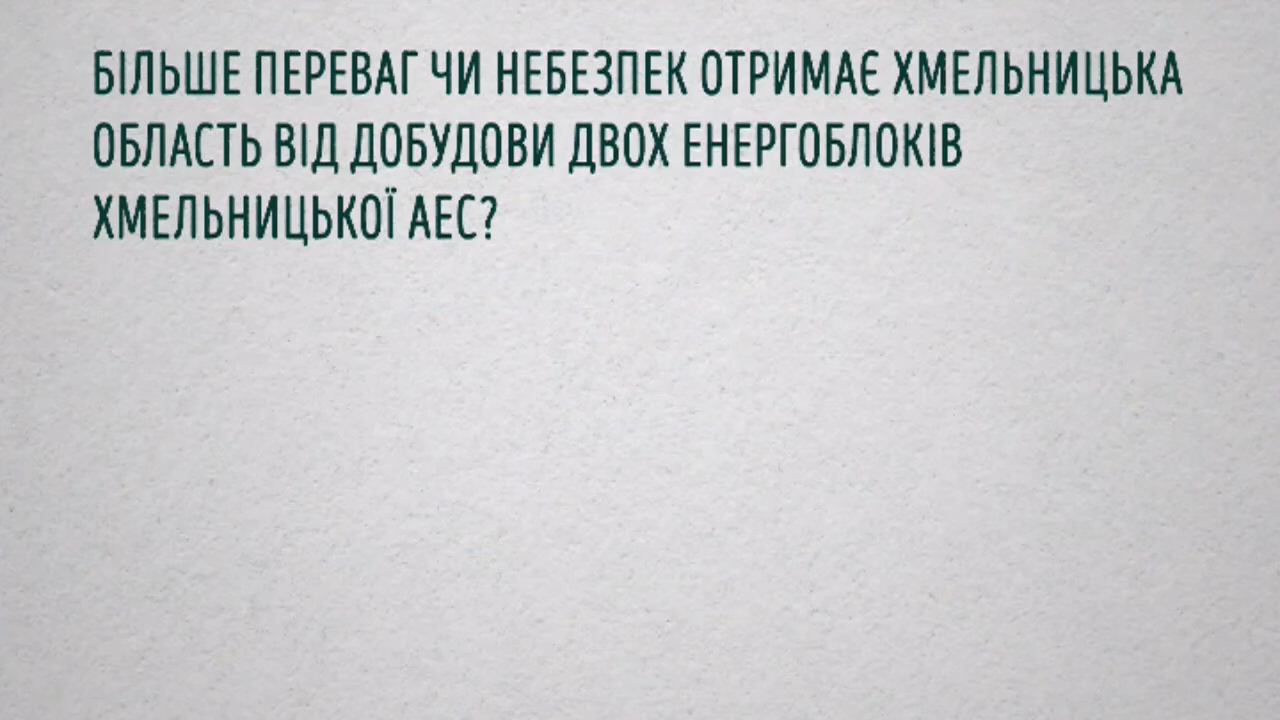 БІЛЬШЕ ПЕРЕВАГ ЧИ НЕБЕЗПЕК ОТРИМАЄ ХМЕЛЬНИЦЬКА
ОБЛАСТЬ ВІД ДОБУДОВИ ДВОХ ЕНЕРГОБЛОКІВ
ХМЕЛЬНИЦЬКОЇ АЕС?